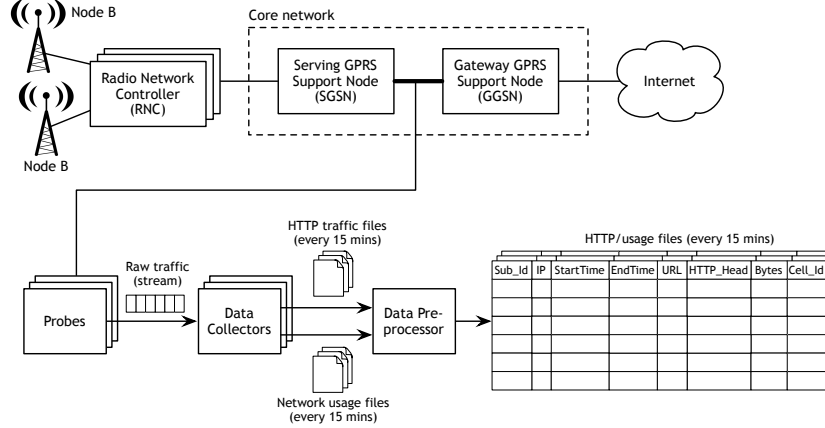 Node B
Core network
Radio Network
Controller
(RNC)
Serving GPRS
Support Node
(SGSN)
Gateway GPRS
Support Node
(GGSN)
Internet
Node B
HTTP traffic files
(every 15 mins)
HTTP/usage files (every 15 mins)
Raw traffic
(stream)
Sub_Id IP StartTime EndTime URL HTTP_Head Bytes Cell_Id
Probes
Data
Collectors
Data Pre-
processor
Network usage files
(every 15 mins)